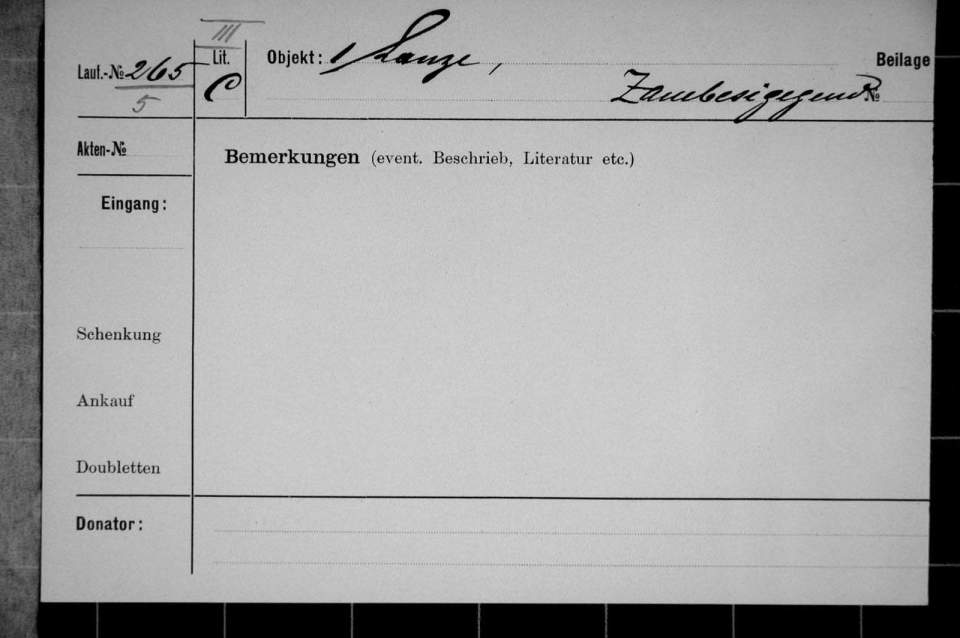 III
Lauf.-№ 265 Lit. Objekt: 1 Lanze, Beilage
5 C Zambesigegend №
Akten-№
Bemerkungen (event. Beschrieb, Literatur etc.)
Eingang:
Schenkung
Ankauf
Doubletten
Donator: